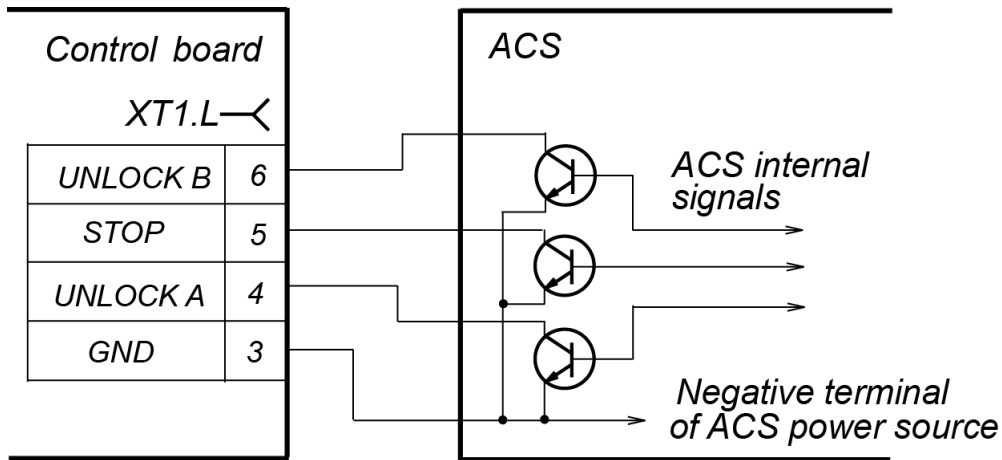 Control board
XT1.L
UNLOCK B 6
STOP 5
UNLOCK A 4
GND 3
ACS
ACS internal
signals
Negative terminal
of ACS power source